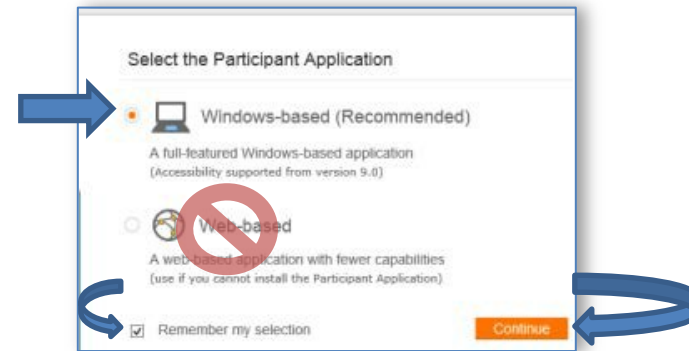 Select the Participant Application
Windows-based (Recommended)
A full-featured Windows-based application
(Accessibility supported from version 9.0)
Web-based
A web-based application with fewer capabilities
(use if you cannot install the Participant Application)
Remember my selection
Continue